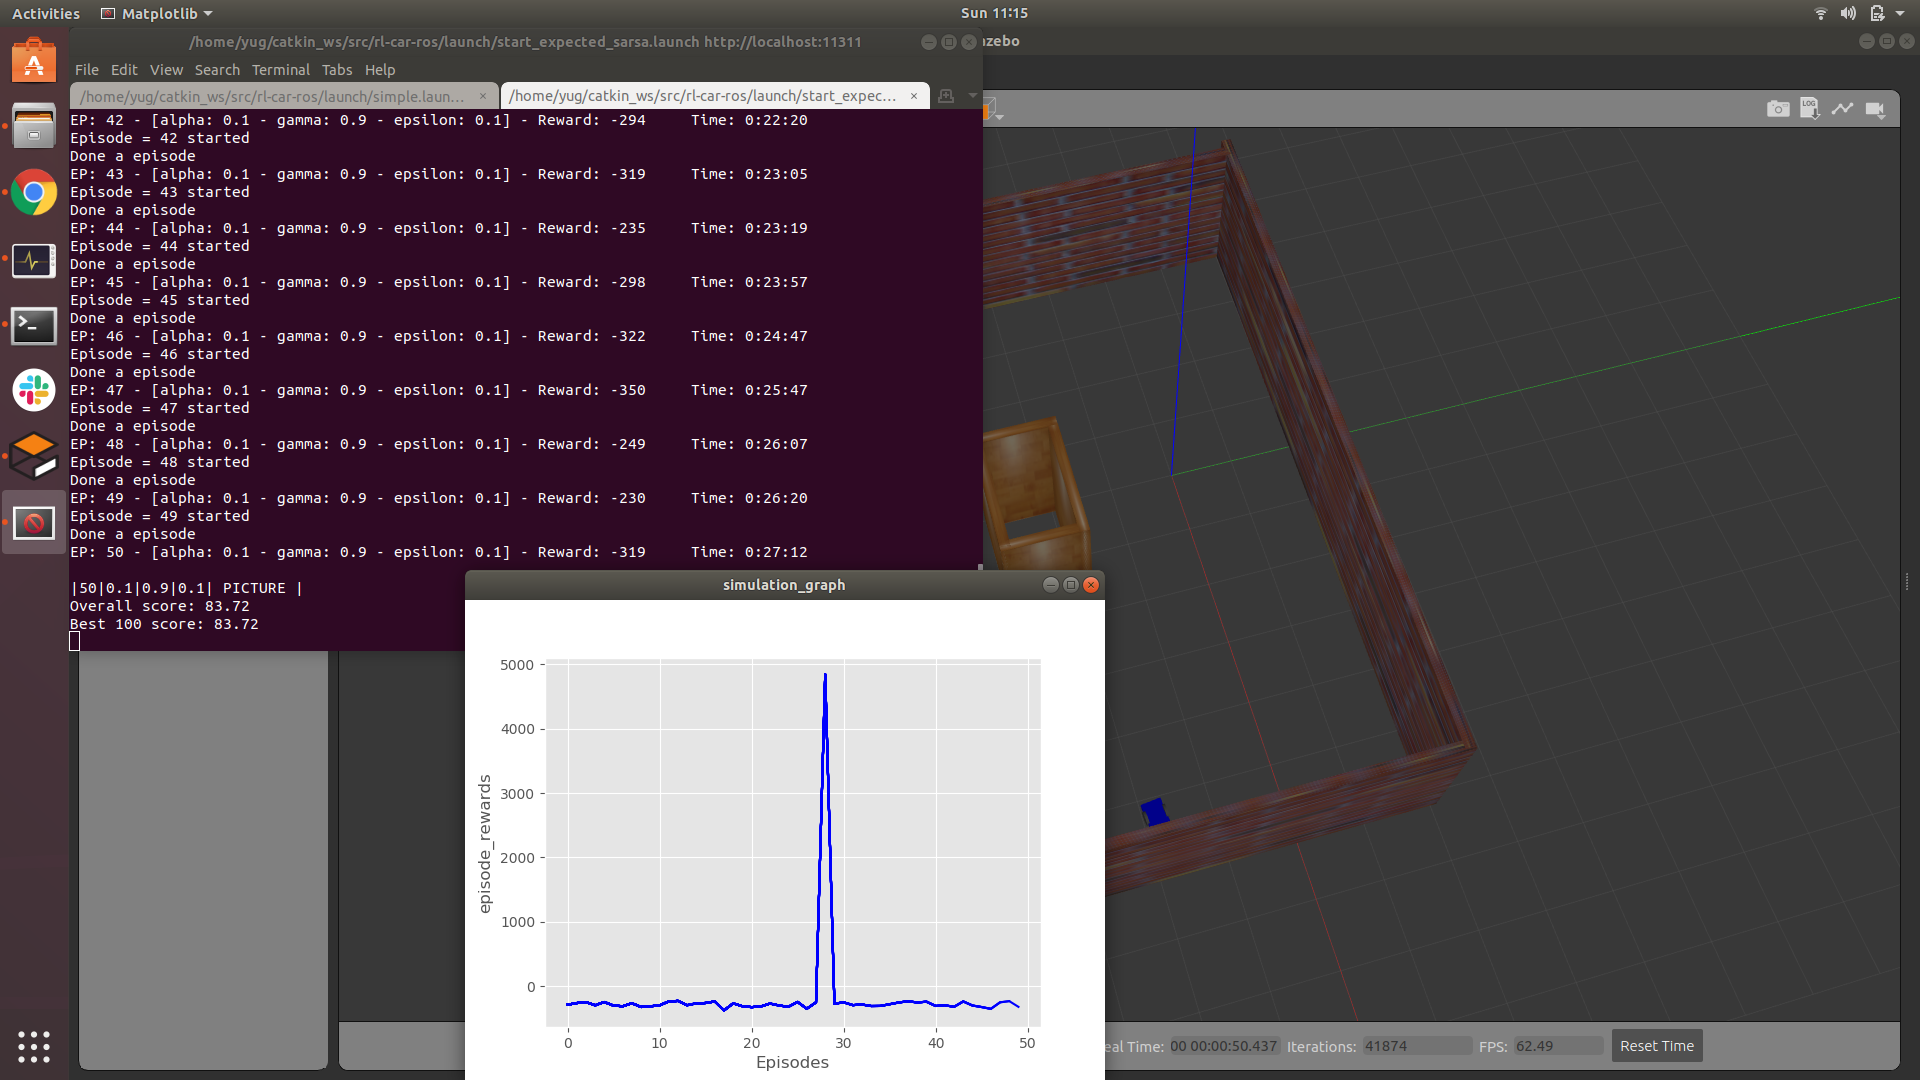 Activities
Matplotlib
Sun 11:15
/home/yug/catkin_ws/src/rl-car-ros/launch/start_expected_sarsa.launch http://localhost:11311
azebo
File Edit View Search Terminal Tabs Help
/home/yug/catkin_ws/src/rl-car-ros/launch/simple.laun...
/home/yug/catkin_ws/src/rl-car-ros/launch/start_expec...
LOG
EP: 42 - [alpha: 0.1 - gamma: 0.9 - epsilon: 0.1] - Reward: -294     Time: 0:22:20
Episode = 42 started
Done a episode
EP: 43 - [alpha: 0.1 - gamma: 0.9 - epsilon: 0.1] - Reward: -319     Time: 0:23:05
Episode = 43 started
Done a episode
EP: 44 - [alpha: 0.1 - gamma: 0.9 - epsilon: 0.1] - Reward: -235     Time: 0:23:19
Episode = 44 started
Done a episode
EP: 45 - [alpha: 0.1 - gamma: 0.9 - epsilon: 0.1] - Reward: -298     Time: 0:23:57
Episode = 45 started
Done a episode
EP: 46 - [alpha: 0.1 - gamma: 0.9 - epsilon: 0.1] - Reward: -322     Time: 0:24:47
Episode = 46 started
Done a episode
EP: 47 - [alpha: 0.1 - gamma: 0.9 - epsilon: 0.1] - Reward: -350     Time: 0:25:47
Episode = 47 started
Done a episode
EP: 48 - [alpha: 0.1 - gamma: 0.9 - epsilon: 0.1] - Reward: -249     Time: 0:26:07
Episode = 48 started
Done a episode
EP: 49 - [alpha: 0.1 - gamma: 0.9 - epsilon: 0.1] - Reward: -230     Time: 0:26:20
Episode = 49 started
Done a episode
EP: 50 - [alpha: 0.1 - gamma: 0.9 - epsilon: 0.1] - Reward: -319     Time: 0:27:12
|50|0.1|0.9|0.1| PICTURE |
Overall score: 83.72
Best 100 score: 83.72
simulation_graph
5000
4000
3000
2000
1000
0
episode_rewards
0 10 20 30 40 50
Episodes
eal Time: 00 00:00:50.437 Iterations: 41874 FPS: 62.49 Reset Time